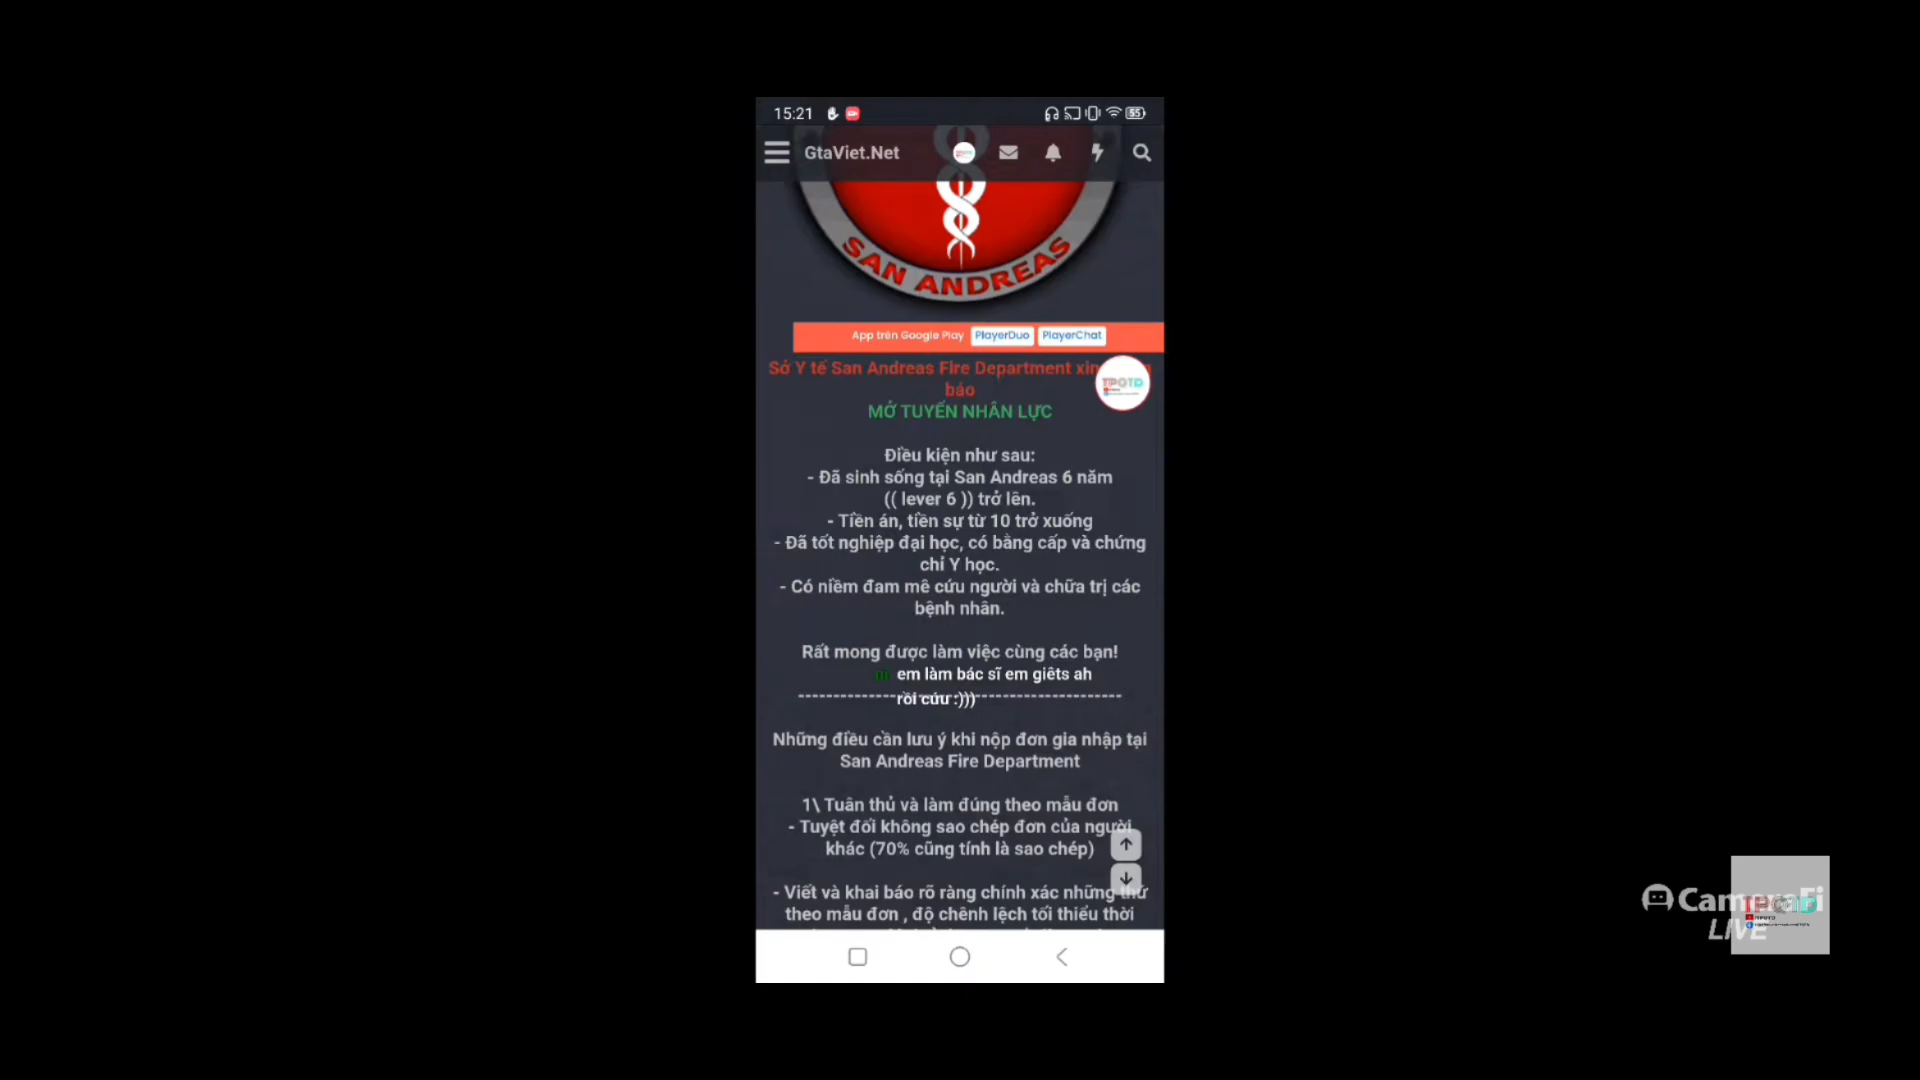 15:21
55
GtaViet.Net
SAN ANDREAS
App trên Google Play PlayerDuo PlayerChat
Sở Y tế San Andreas Fire Department xin
báo
TPOTD
MỞ TUYỂN NHÂN LỰC
Điều kiện như sau:
- Đã sinh sống tại San Andreas 6 năm
(( lever 6 )) trở lên.
- Tiền án, tiền sự từ 10 trở xuống
- Đã tốt nghiệp đại học, có bằng cấp và chứng
chỉ Y học.
- Có niềm đam mê cứu người và chữa trị các
bệnh nhân.
Rất mong được làm việc cùng các bạn!
em làm bác sĩ em giêts ah
rồi cứu :)))
Những điều cần lưu ý khi nộp đơn gia nhập tại
San Andreas Fire Department
1\ Tuân thủ và làm đúng theo mẫu đơn
- Tuyệt đối không sao chép đơn của người
khác (70% cũng tính là sao chép)
- Viết và khai báo rõ ràng chính xác những thứ
theo mẫu đơn , độ chênh lệch tối thiểu thời
CameraFi
LIVE
TPOTD